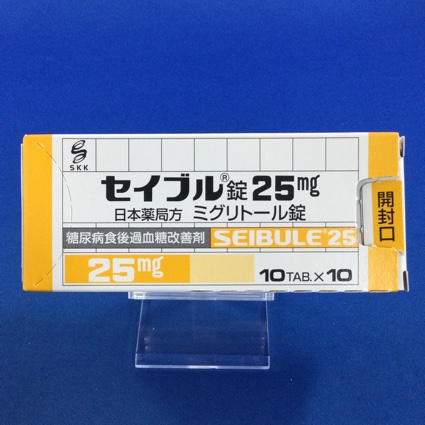 SKK
セイブル®錠25mg
日本薬局方 ミグリトール錠
糖尿病食後過血糖改善剤 SEIBULE 25
25mg
10TAB.×10
開封口